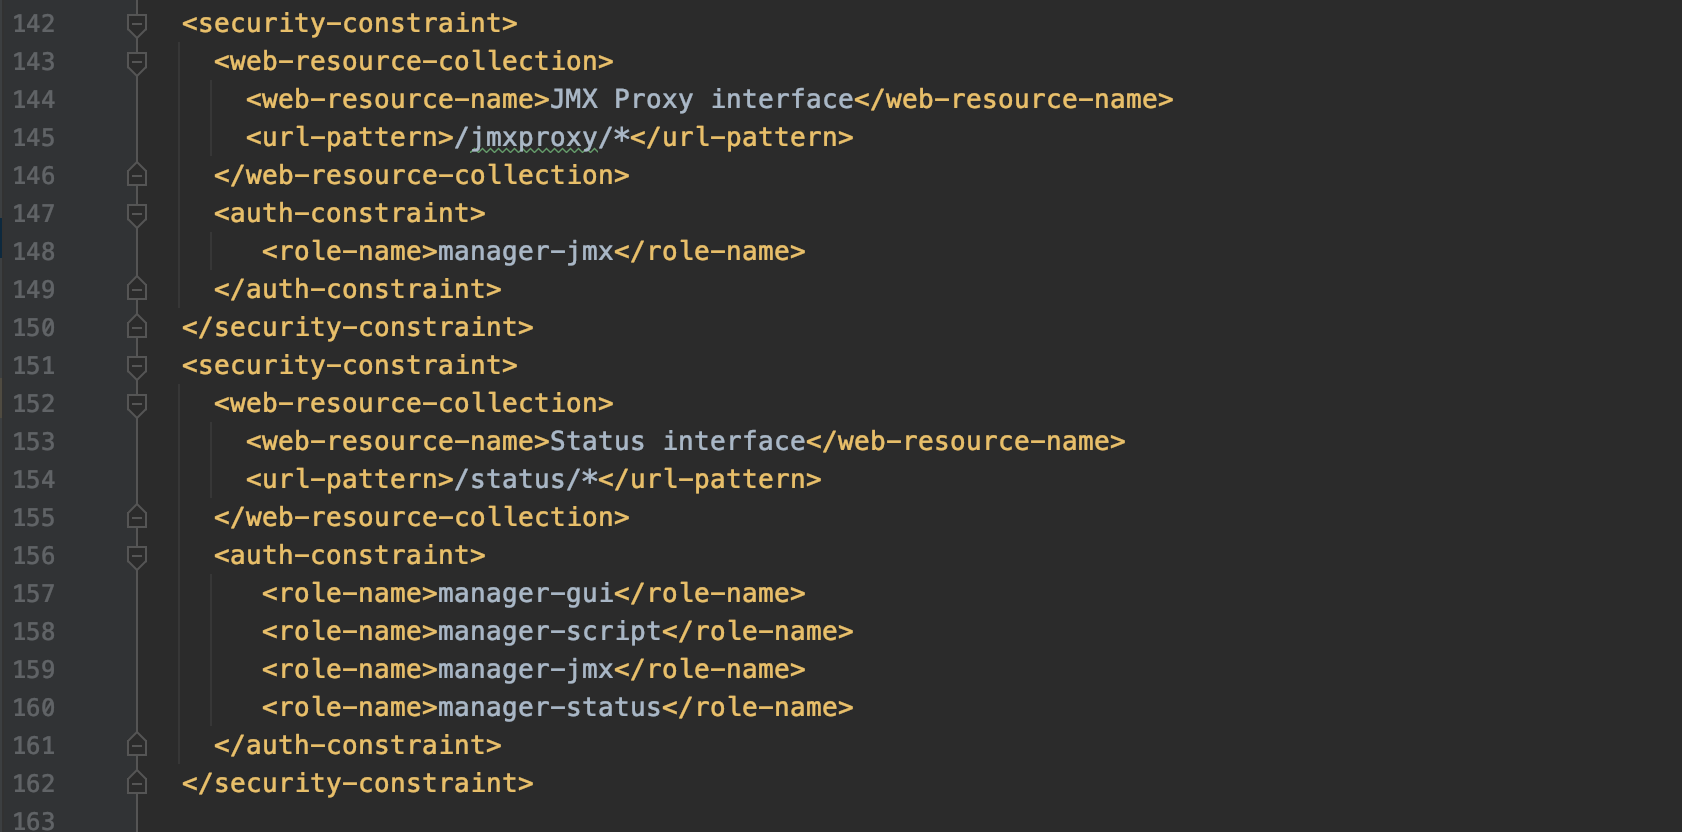 142 <security-constraint>
143 <web-resource-collection>
144 <web-resource-name>JMX Proxy interface</web-resource-name>
145 <url-pattern>/jmxproxy/*</url-pattern>
146 </web-resource-collection>
147 <auth-constraint>
148 <role-name>manager-jmx</role-name>
149 </auth-constraint>
150 </security-constraint>
151 <security-constraint>
152 <web-resource-collection>
153 <web-resource-name>Status interface</web-resource-name>
154 <url-pattern>/status/*</url-pattern>
155 </web-resource-collection>
156 <auth-constraint>
157 <role-name>manager-gui</role-name>
158 <role-name>manager-script</role-name>
159 <role-name>manager-jmx</role-name>
160 <role-name>manager-status</role-name>
161 </auth-constraint>
162 </security-constraint>
163